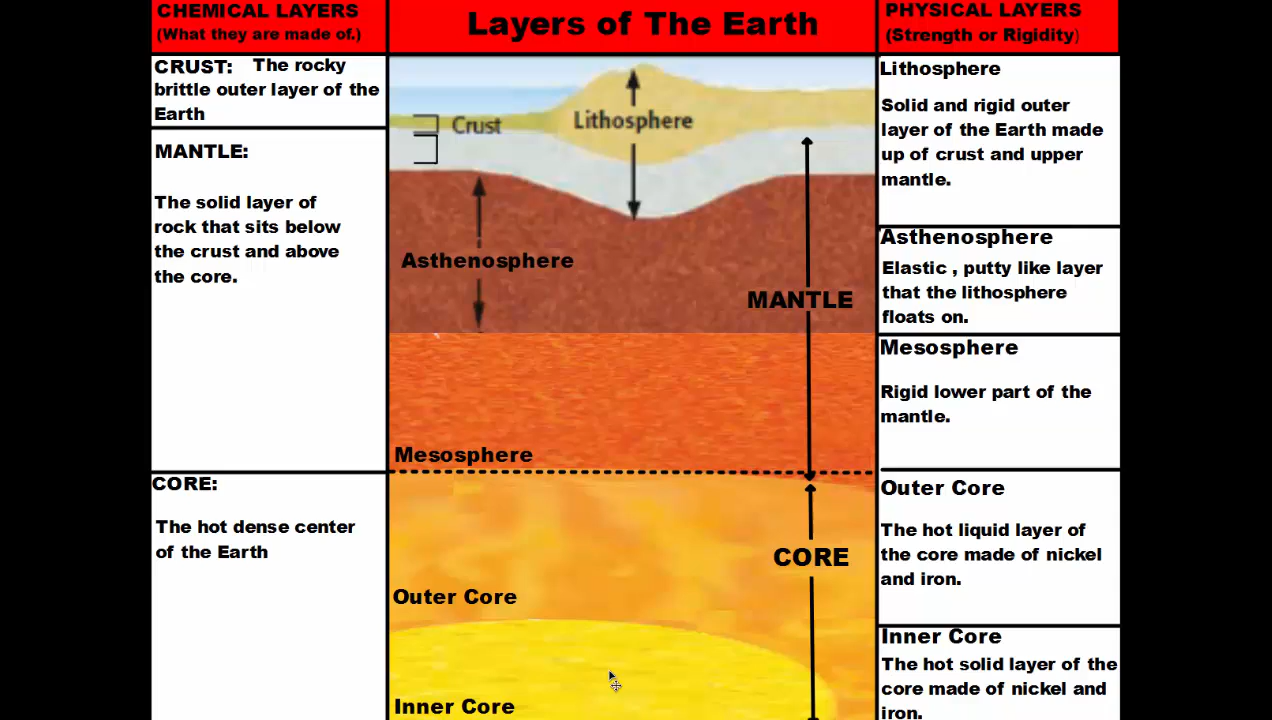 CHEMICAL LAYERS
(What they are made of.)
Layers of The Earth
PHYSICAL LAYERS
(Strength or Rigidity)
CRUST: The rocky
brittle outer layer of the
Earth
MANTLE:
The solid layer of
rock that sits below
the crust and above
the core.
CORE:
The hot dense center
of the Earth
Crust
Lithosphere
Asthenosphere
MANTLE
Mesosphere
CORE
Outer Core
Inner Core
Lithosphere
Solid and rigid outer
layer of the Earth made
up of crust and upper
mantle.
Asthenosphere
Elastic , putty like layer
that the lithosphere
floats on.
Mesosphere
Rigid lower part of the
mantle.
Outer Core
The hot liquid layer of
the core made of nickel
and iron.
Inner Core
The hot solid layer of the
core made of nickel and
iron.